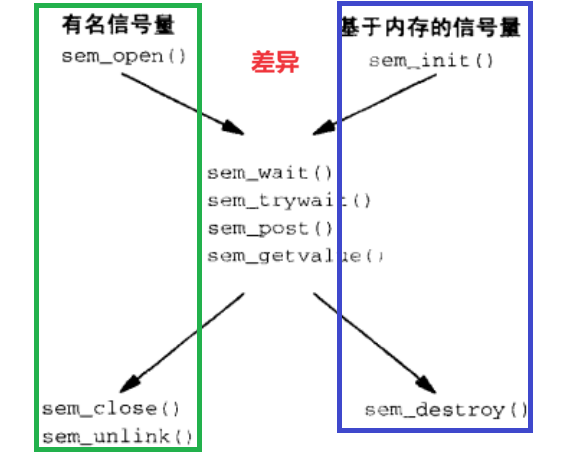 有名信号量
基于内存的信号量
sem_open()
差异
sem_init()
sem_wait()
sem_trywait()
sem_post()
sem_getvalue()
sem_close()
sem_destroy()
sem_unlink()